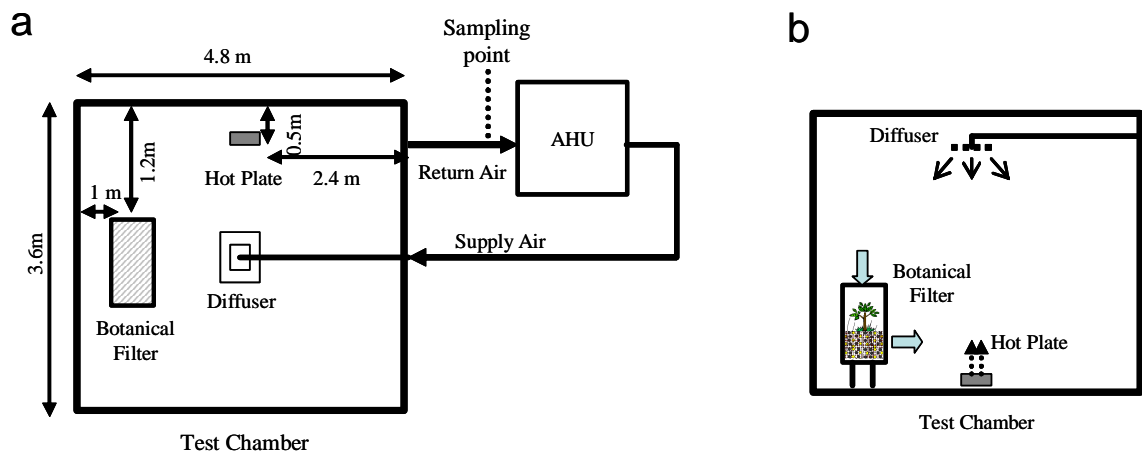 a
4.8 m
Sampling
point
AHU
Return Air
Supply Air
0.5m
Hot Plate
2.4 m
1.2m
1 m
3.6m
Diffuser
Botanical
Filter
Test Chamber
b
Diffuser
Botanical
Filter
Hot Plate
Test Chamber